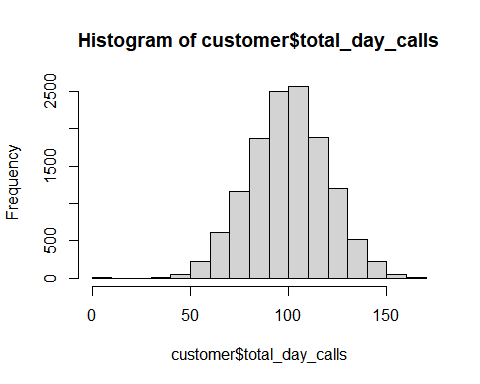 Histogram of customer$total_day_calls
Frequency
2500
1500
500
0
0 50 100 150
customer$total_day_calls